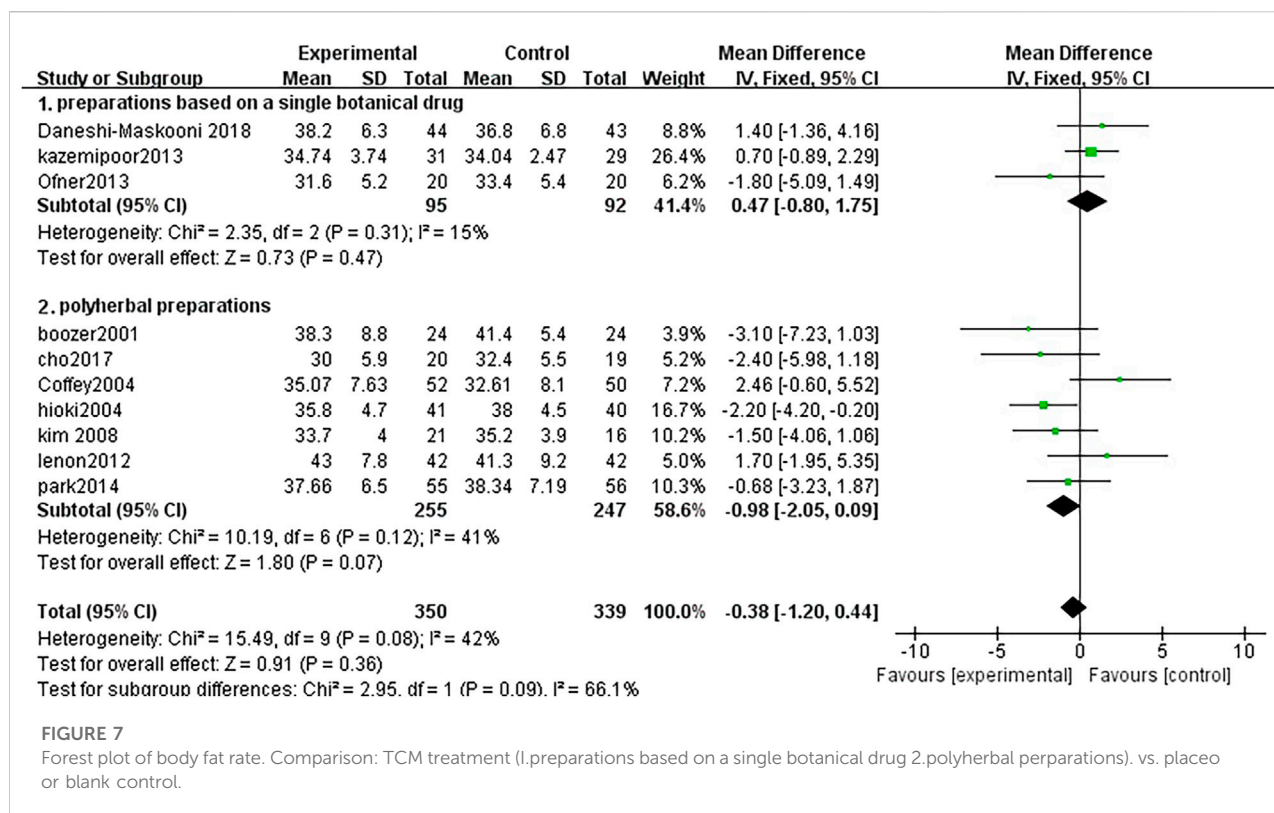 Experimental Control Mean Difference Mean Difference
Study or Subgroup Mean SD Total Mean SD Total Weight IV, Fixed, 95% CI IV, Fixed, 95% CI
1. preparations based on a single botanical drug
Daneshi-Maskooni 2018 38.2 6.3 44 36.8 6.8 43 8.8% 1.40 [-1.36, 4.16]
kazemipoor2013 34.74 3.74 31 34.04 2.47 29 26.4% 0.70 [-0.89, 2.29]
Ofner2013 31.6 5.2 20 33.4 5.4 20 6.2% -1.80 [-5.09, 1.49]
Subtotal (95% CI) 95 92 41.4% 0.47 [-0.80, 1.75]
Heterogeneity: Chi² = 2.35, df = 2 (P = 0.31); I² = 15%
Test for overall effect: Z = 0.73 (P = 0.47)
2. polyherbal preparations
boozer2001 38.3 8.8 24 41.4 5.4 24 3.9% -3.10 [-7.23, 1.03]
cho2017 30 5.9 20 32.4 5.5 19 5.2% -2.40 [-5.98, 1.18]
Coffey2004 35.07 7.63 52 32.61 8.1 50 7.2% 2.46 [-0.60, 5.52]
hioki2004 35.8 4.7 41 38 4.5 40 16.7% -2.20 [-4.20, -0.20]
kim 2008 33.7 4 21 35.2 3.9 16 10.2% -1.50 [-4.06, 1.06]
lenon2012 43 7.8 42 41.3 9.2 42 5.0% 1.70 [-1.95, 5.35]
park2014 37.66 6.5 55 38.34 7.19 56 10.3% -0.68 [-3.23, 1.87]
Subtotal (95% CI) 255 247 58.6% -0.98 [-2.05, 0.09]
Heterogeneity: Chi² = 10.19, df = 6 (P = 0.12); I² = 41%
Test for overall effect: Z = 1.80 (P = 0.07)
Total (95% CI) 350 339 100.0% -0.38 [-1.20, 0.44]
Heterogeneity: Chi² = 15.49, df = 9 (P = 0.08); I² = 42%
Test for overall effect: Z = 0.91 (P = 0.36)
Test for subgroup differences: Chi² = 2.95, df = 1 (P = 0.09), I² = 66.1%
-10 -5 0 5 10
Favours [experimental] Favours [control]
FIGURE 7
Forest plot of body fat rate. Comparison: TCM treatment (I.preparations based on a single botanical drug 2.polyherbal perparations). vs. placeo
or blank control.